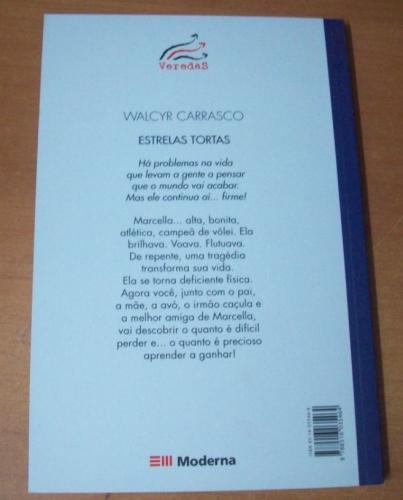 VeredaS
WALCYR CARRASCO
ESTRELAS TORTAS
Há problemas na vida
que levam a gente a pensar
que o mundo vai acabar.
Mas ele continua aí... firme!
Marcella... alta, bonita,
atlética, campeã de vôlei. Ela
brilhava. Voava. Flutuava.
De repente, uma tragédia
transforma sua vida.
Ela se torna deficiente física.
Agora você, junto com o pai,
a mãe, a avó, o irmão caçula e
a melhor amiga de Marcella,
vai descobrir o quanto é difícil
perder e... o quanto é precioso
aprender a ganhar!
Moderna